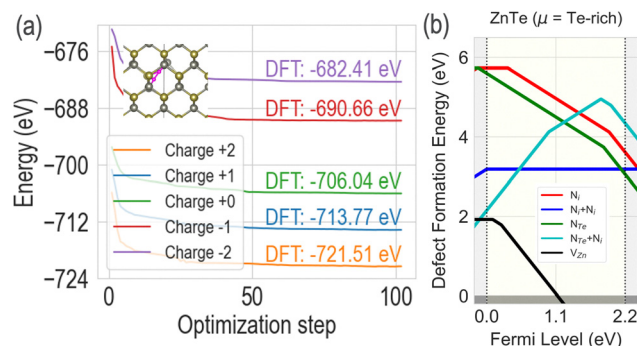 (a)
−676
−688
−700
−712
−724
Energy (eV)
DFT: -682.41 eV
DFT: -690.66 eV
DFT: -706.04 eV
DFT: -713.77 eV
DFT: -721.51 eV
Charge +2
Charge +1
Charge +0
Charge -1
Charge -2
0
50
100
Optimization step
(b)
ZnTe (μ = Te-rich)
Defect Formation Energy (eV)
6
4
2
0
N_i
N_i+N_i
N_Te
N_Te+N_i
V_Zn
0.0
1.1
2.2
Fermi Level (eV)